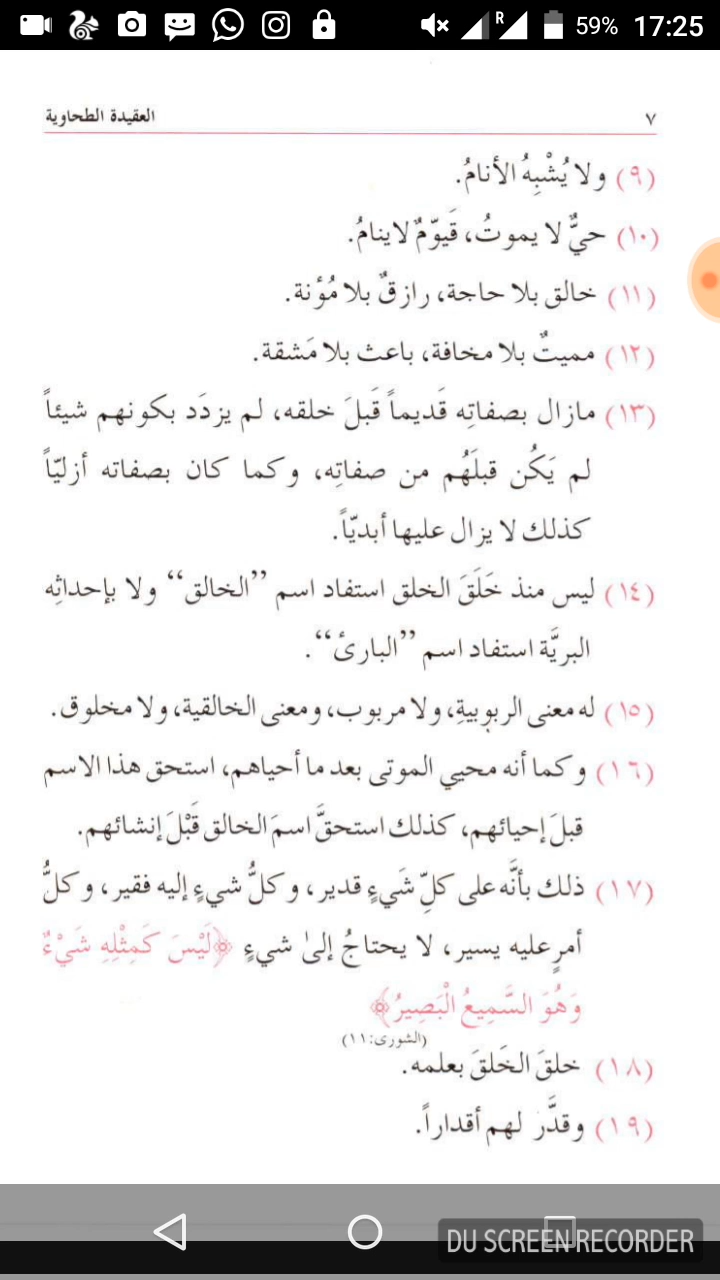 59% 17:25
العقيدة الطحاوية ٧
(٩) ولا يُشْبِهُ الأنامُ.
(١٠) حيٌّ لا يموتُ، قَيوّمٌ لاينامُ.
(١١) خالق بلا حاجة، رازقٌ بلا مُؤنة.
(١٢) مميتٌ بلا مخافة، باعث بلا مَشقة.
(١٣) مازال بصفاتِه قَديماً قَبلَ خلقه، لم يزدَد بكونهم شيئاً
لم يَكُن قبلَهُم من صفاتِه، وكما كان بصفاته أزليّاً
كذلك لا يزال عليها أبديّاً.
(١٤) ليس منذ خَلَقَ الخلق استفاد اسم ”الخالق“ ولا بإحداثِه
البريَّة استفاد اسم ”البارئ“.
(١٥) له معنى الربوبيةِ، ولا مربوب، ومعنى الخالقية، ولا مخلوق.
(١٦) وكما أنه محيي الموتى بعد ما أحياهم، استحق هذا الاسم
قبلَ إحيائهم، كذلك استحقَّ اسمَ الخالق قَبْلَ إنشائهم.
(١٧) ذلك بأنَّه على كلِّ شَيءٍ قدير، وكلُّ شيءٍ إليه فقير، وكلُّ
أمرٍ عليه يسير، لا يحتاجُ إلىٰ شيءٍ ﴿لَيْسَ كَمِثْلِهِ شَيْءٌ
وَهُوَ السَّمِيعُ الْبَصِيرُ﴾
(الشورى:١١)
(١٨) خلقَ الخَلقَ بعلمه.
(١٩) وقدَّر لهم أقداراً.
DU SCREEN RECORDER